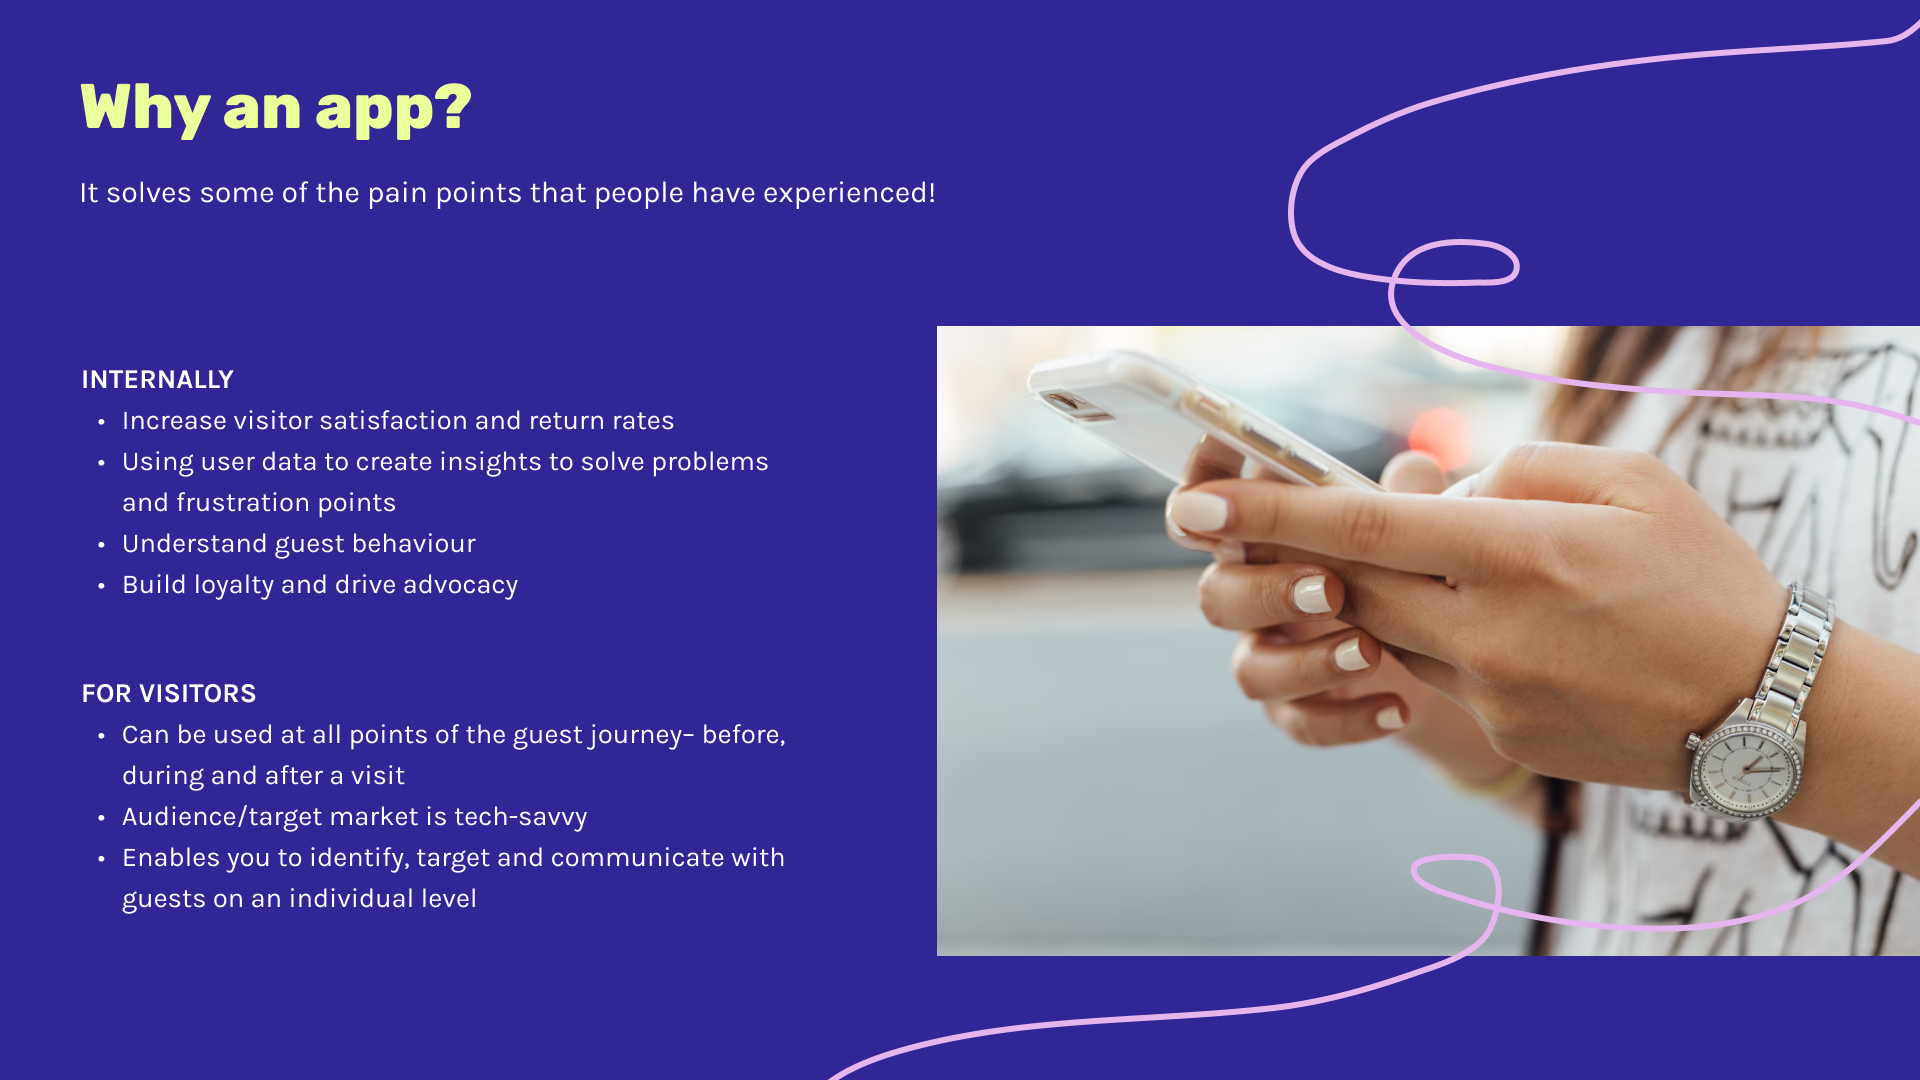 Why an app?
It solves some of the pain points that people have experienced!
INTERNALLY
• Increase visitor satisfaction and return rates
• Using user data to create insights to solve problems
and frustration points
• Understand guest behaviour
• Build loyalty and drive advocacy
FOR VISITORS
• Can be used at all points of the guest journey– before,
during and after a visit
• Audience/target market is tech-savvy
• Enables you to identify, target and communicate with
guests on an individual level